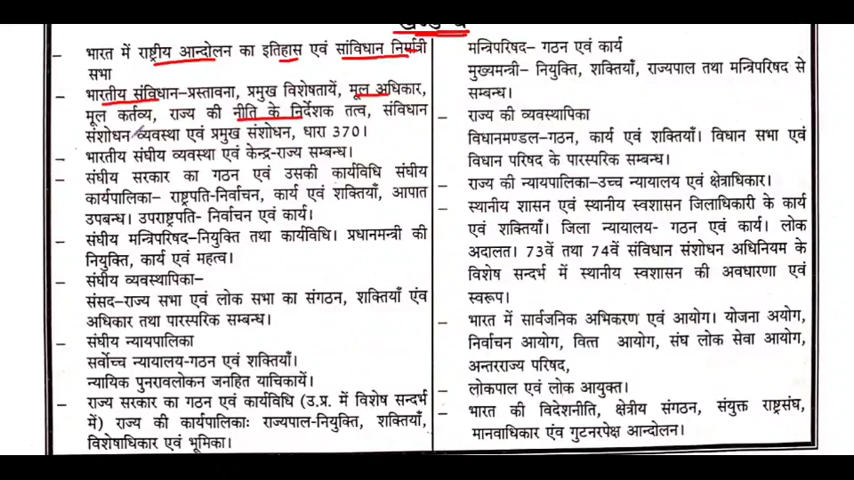 – भारत में राष्ट्रीय आन्दोलन का इतिहास एवं सांविधान निर्मात्री
सभा
– भारतीय संविधान–प्रस्तावना, प्रमुख विशेषतायें, मूल अधिकार,
मूल कर्तव्य, राज्य की नीति के निर्देशक तत्व, संविधान
संशोधन व्यवस्था एवं प्रमुख संशोधन, धारा 370।
– भारतीय संघीय व्यवस्था एवं केन्द्र-राज्य सम्बन्ध।
– संघीय सरकार का गठन एवं उसकी कार्यविधि संघीय
कार्यपालिका– राष्ट्रपति-निर्वाचन, कार्य एवं शक्तियाँ, आपात
उपबन्ध। उपराष्ट्रपति- निर्वाचन एवं कार्य।
– संघीय मन्त्रिपरिषद–नियुक्ति तथा कार्यविधि। प्रधानमन्त्री की
नियुक्ति, कार्य एवं महत्व।
– संघीय व्यवस्थापिका–
संसद–राज्य सभा एवं लोक सभा का संगठन, शक्तियाँ एंव
अधिकार तथा पारस्परिक सम्बन्ध।
– संघीय न्यायपालिका
सर्वोच्च न्यायालय-गठन एवं शक्तियाँ।
न्यायिक पुनरावलोकन जनहित याचिकायें।
– राज्य सरकार का गठन एवं कार्यविधि (उ.प्र. में विशेष सन्दर्भ
में) राज्य की कार्यपालिकाः राज्यपाल-नियुक्ति, शक्तियाँ,
विशेषाधिकार एवं भूमिका।
मन्त्रिपरिषद– गठन एवं कार्य
मुख्यमन्त्री– नियुक्ति, शक्तियाँ, राज्यपाल तथा मन्त्रिपरिषद से
सम्बन्ध।
– राज्य की व्यवस्थापिका
विधानमण्डल–गठन, कार्य एवं शक्तियाँ। विधान सभा एवं
विधान परिषद के पारस्परिक सम्बन्ध।
– राज्य की न्यायपालिका–उच्च न्यायालय एवं क्षेत्राधिकार।
– स्थानीय शासन एवं स्थानीय स्वशासन जिलाधिकारी के कार्य
एवं शक्तियाँ। जिला न्यायालय- गठन एवं कार्य। लोक
अदालत। 73वें तथा 74वें संविधान संशोधन अधिनियम के
विशेष सन्दर्भ में स्थानीय स्वशासन की अवधारणा एवं
स्वरूप।
– भारत में सार्वजनिक अभिकरण एवं आयोग। योजना अयोग,
निर्वाचन आयोग, वित्त आयोग, संघ लोक सेवा आयोग,
अन्तरराज्य परिषद,
– लोकपाल एवं लोक आयुक्त।
– भारत की विदेशनीति, क्षेत्रीय संगठन, संयुक्त राष्ट्रसंघ,
मानवाधिकार एंव गुटनरपेक्ष आन्दोलन।